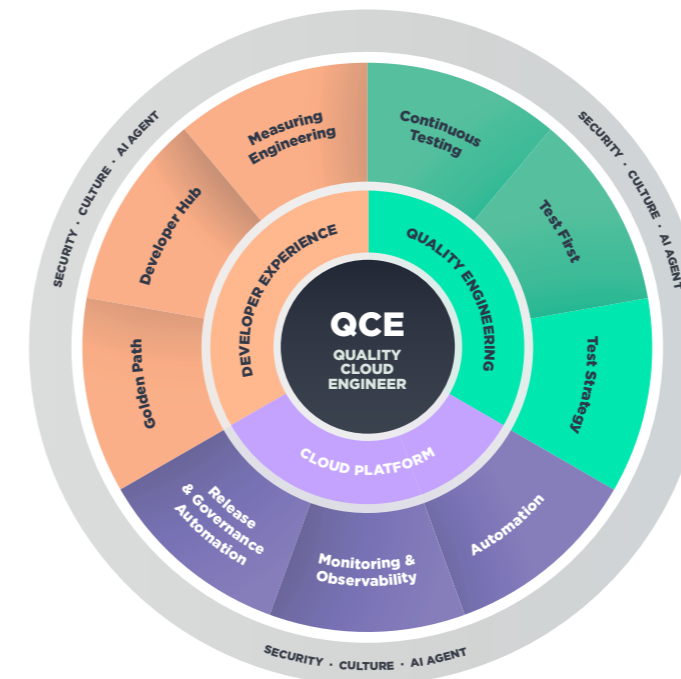 SECURITY · CULTURE · AI AGENT
SECURITY · CULTURE · AI AGENT
Measuring
Engineering
Continuous
Testing
Developer Hub
Test First
DEVELOPER EXPERIENCE
QUALITY ENGINEERING
QCE
QUALITY
CLOUD
ENGINEER
Golden Path
Test Strategy
CLOUD PLATFORM
Release
& Governance
Automation
Monitoring &
Observability
Automation
SECURITY · CULTURE · AI AGENT